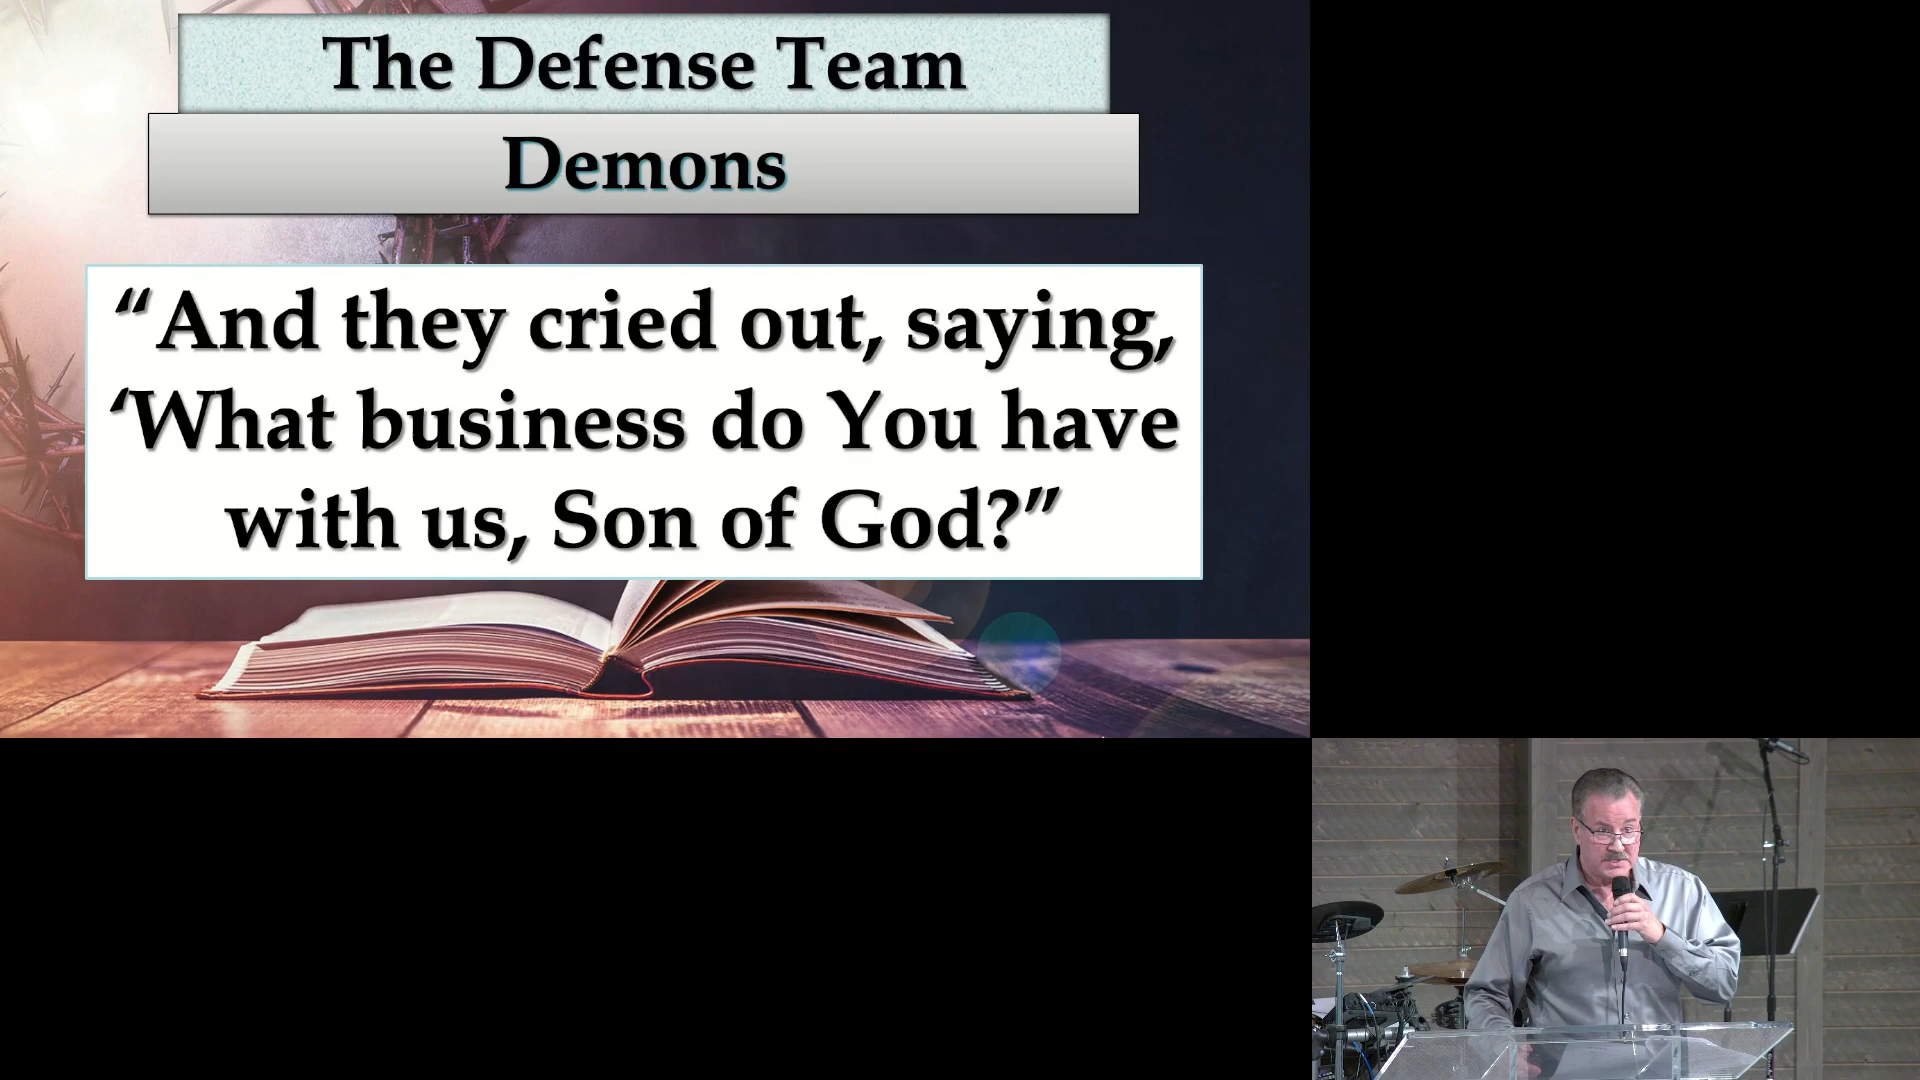 The Defense Team
Demons
“And they cried out, saying,
‘What business do You have
with us, Son of God?”